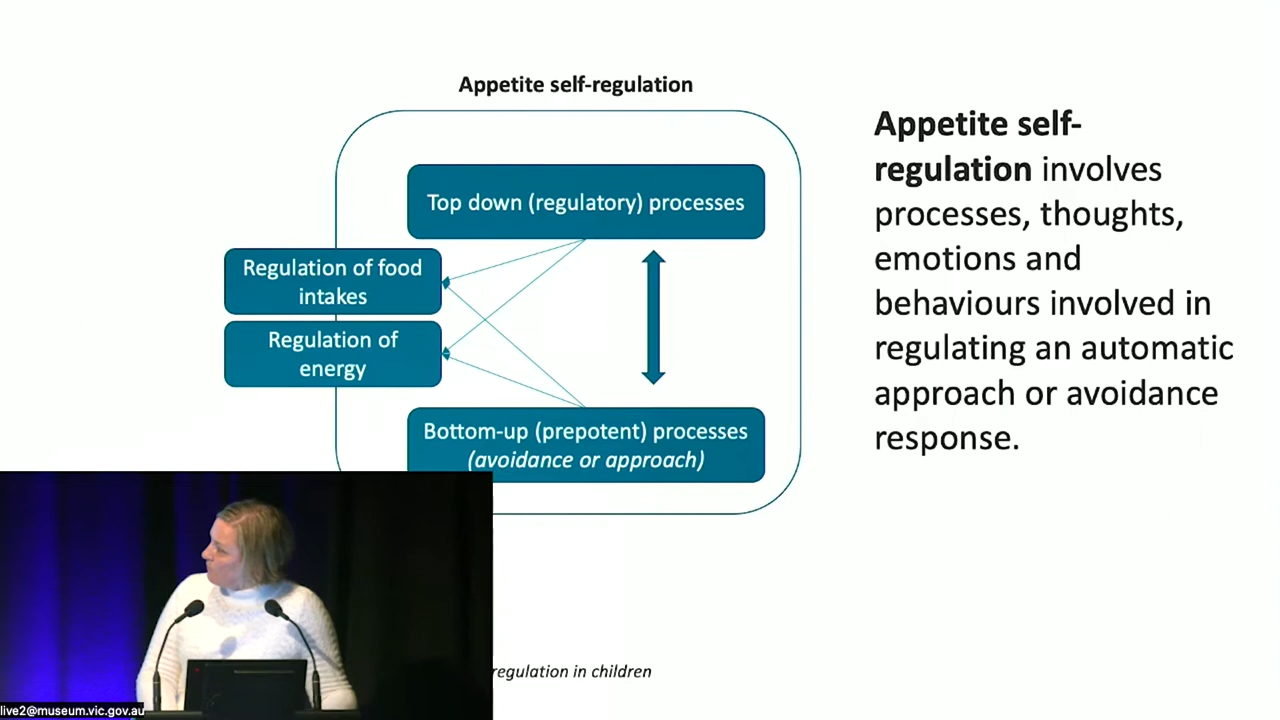 Appetite self-regulation
Top down (regulatory) processes
Regulation of food
intakes
Regulation of
energy
Bottom-up (prepotent) processes
(avoidance or approach)
Appetite self-
regulation involves
processes, thoughts,
emotions and
behaviours involved in
regulating an automatic
approach or avoidance
response.
regulation in children
live2@museum.vic.gov.au